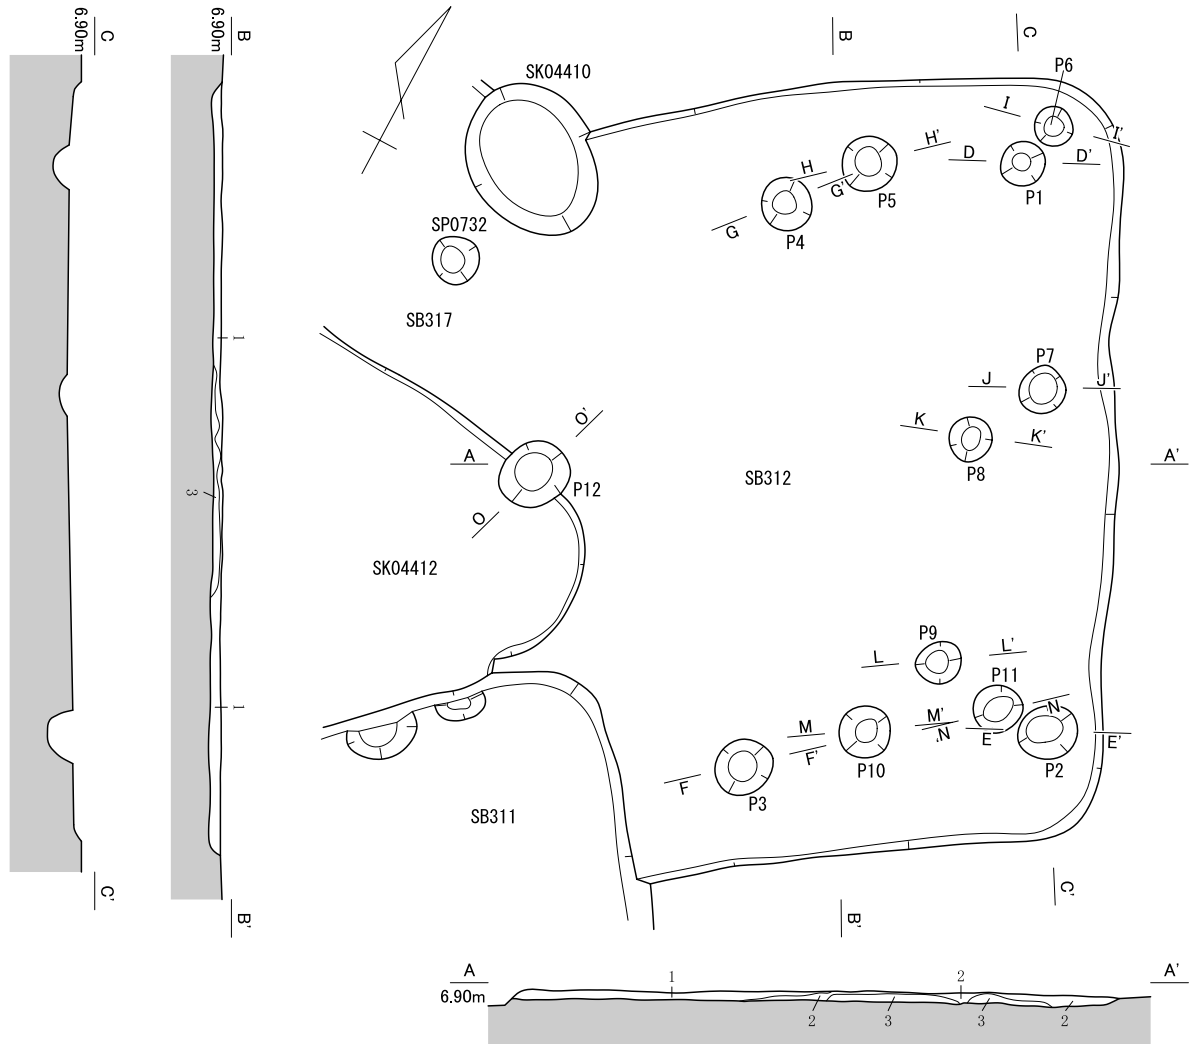 6.90m
C
6.90m
B
B
C
SK04410
P6
I
I'
H'
D
D'
H
G'
P5
P1
G
P4
SP0732
SB317
1
P7
J
J'
K
K'
P8
O'
A
A'
P12
SB312
3
O
SK04412
P9
L
L'
P11
1
M
M'
N
N
F'
E
E'
P10
P2
F
P3
SB311
C'
B'
B'
C'
A
1
2
A'
6.90m
2
3
3
2